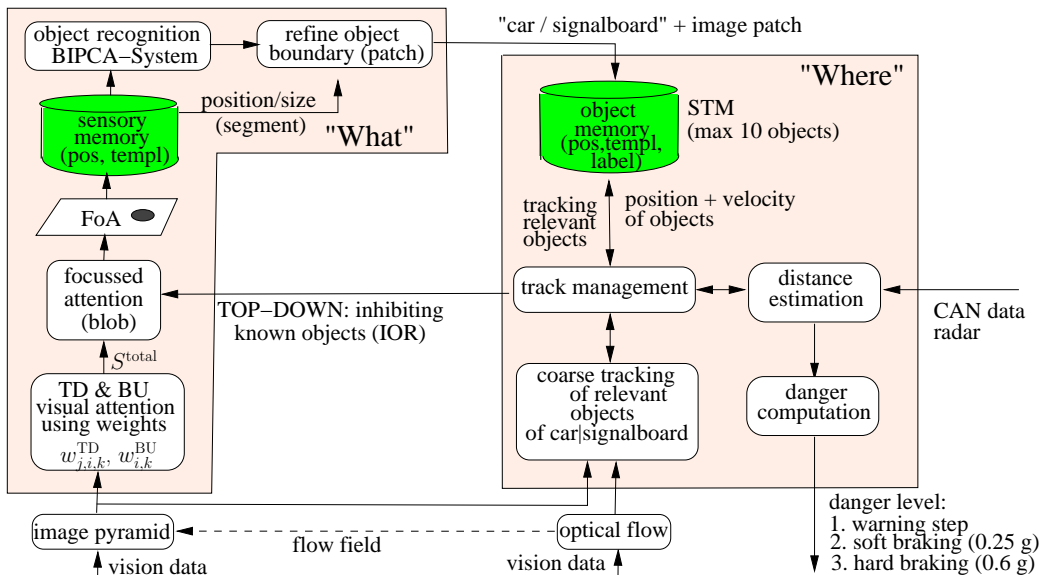 object recognition
BIPCA–System
refine object
boundary (patch)
"car / signalboard" + image patch
"Where"
sensory
memory
(pos, templ)
position/size
(segment)
"What"
object
memory
(pos,templ,
label)
STM
(max 10 objects)
FoA
tracking
relevant
objects
position + velocity
of objects
focussed
attention
(blob)
TOP–DOWN: inhibiting
known objects (IOR)
track management
distance
estimation
CAN data
radar
S^total
TD & BU
visual attention
using weights
w_{j,i,k}^{TD}, w_{i,k}^{BU}
coarse tracking
of relevant
objects
of car|signalboard
danger
computation
image pyramid
flow field
optical flow
vision data
vision data
danger level:
1. warning step
2. soft braking (0.25 g)
3. hard braking (0.6 g)